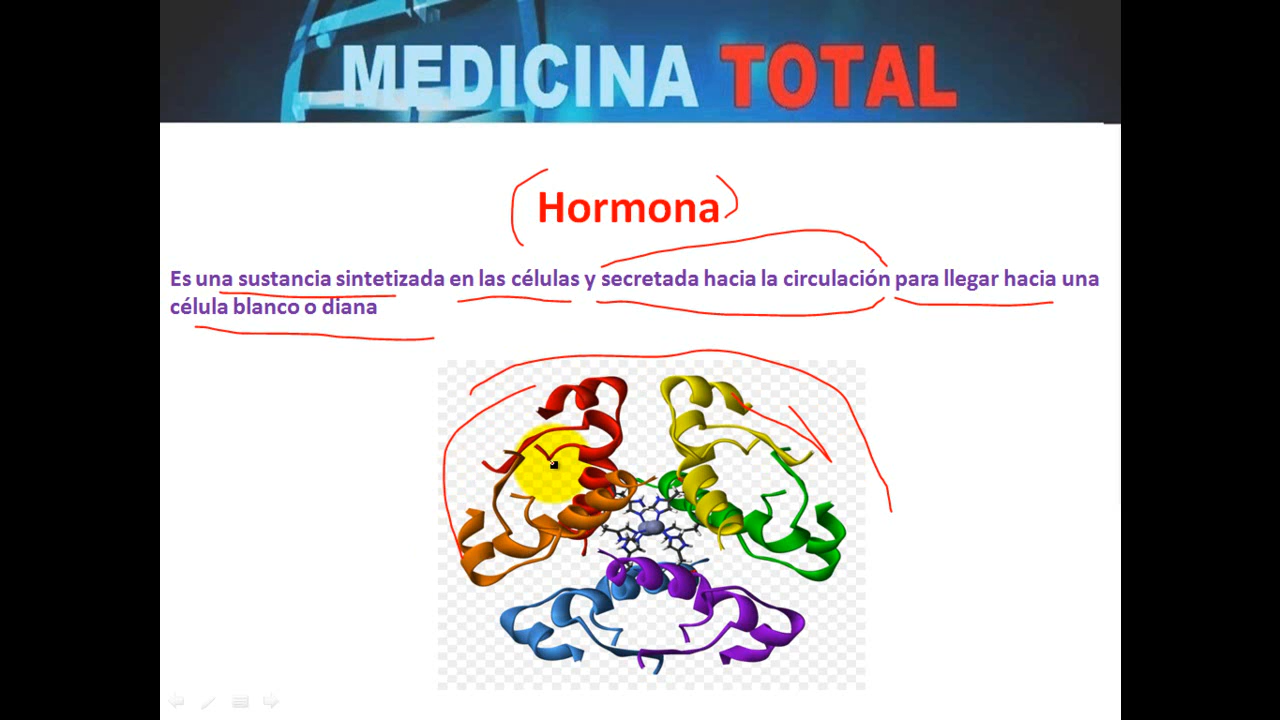 MEDICINA TOTAL
Hormona
Es una sustancia sintetizada en las células y secretada hacia la circulación para llegar hacia una
célula blanco o diana